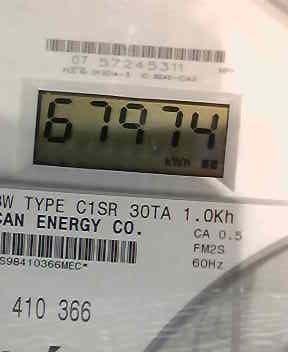 07 57245311
67974
kWh
3W TYPE C1SR 30TA 1.0Kh
CAN ENERGY CO.
CA 0.5
FM2S
60Hz
S98410366MEC*
410 366